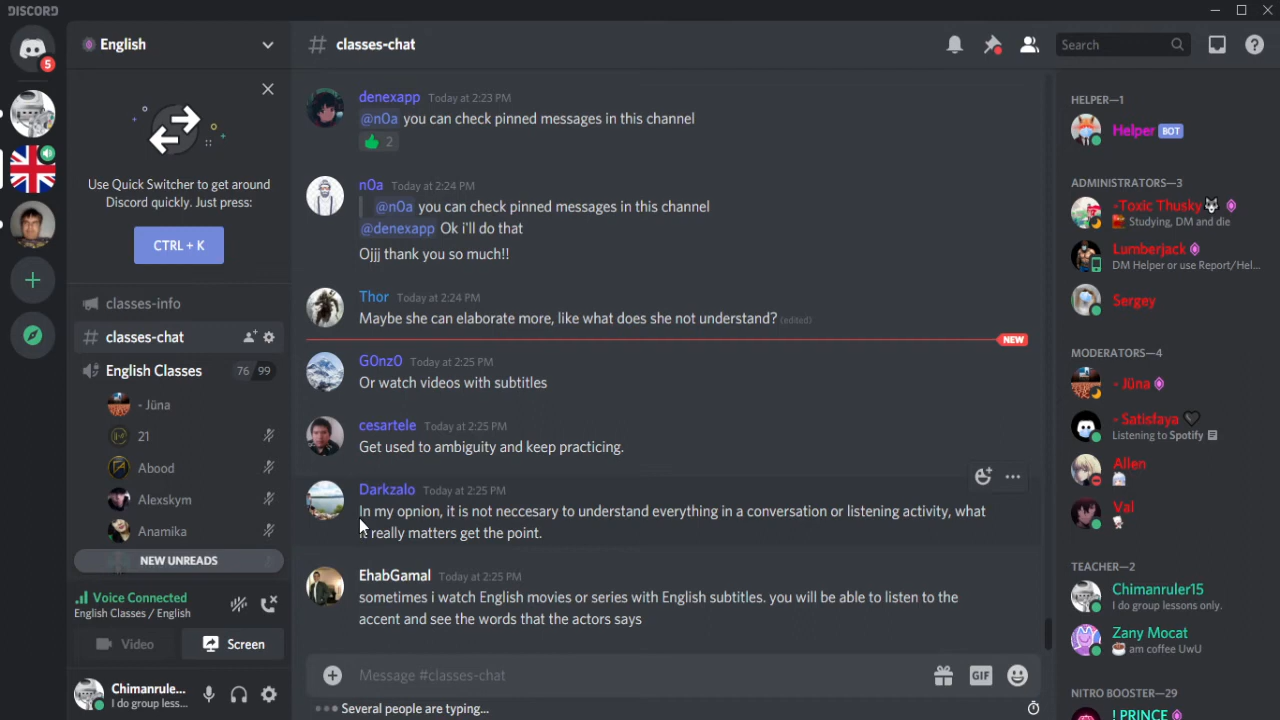 DISCORD
5
English
Use Quick Switcher to get around
Discord quickly. Just press:
CTRL + K
classes-info
classes-chat
English Classes 76 99
- Jüna
21
Abood
Alexskym
Anamika
NEW UNREADS
Voice Connected
English Classes / English
Video
Screen
Chimanrule...
I do group less...
# classes-chat
Search
denexapp Today at 2:23 PM
@n0a you can check pinned messages in this channel
2
n0a Today at 2:24 PM
@n0a you can check pinned messages in this channel
@denexapp Ok i'll do that
Ojjj thank you so much!!
Thor Today at 2:24 PM
Maybe she can elaborate more, like what does she not understand? (edited)
NEW
G0nz0 Today at 2:25 PM
Or watch videos with subtitles
cesartele Today at 2:25 PM
Get used to ambiguity and keep practicing.
Darkzalo Today at 2:25 PM
In my opnnin, it is not neccesary to understand everything in a conversation or listening activity, what
really matters get the point.
EhabGamal Today at 2:25 PM
sometimes i watch English movies or series with English subtitles. you will be able to listen to the
accent and see the words that the actors says
Message #classes-chat
GIF
Several people are typing...
HELPER—1
Helper BOT
ADMINISTRATORS—3
Toxic Thusky
Studying, DM and die
Lumberjack
DM Helper or use Report/Hel...
Sergey
MODERATORS—4
- Jüna
- Satisfaya
Listening to Spotify
Allen
Val
TEACHER—2
Chimanruler15
I do group lessons only.
Zany Mocat
am coffee UwU
NITRO BOOSTER—29
! PRINCE